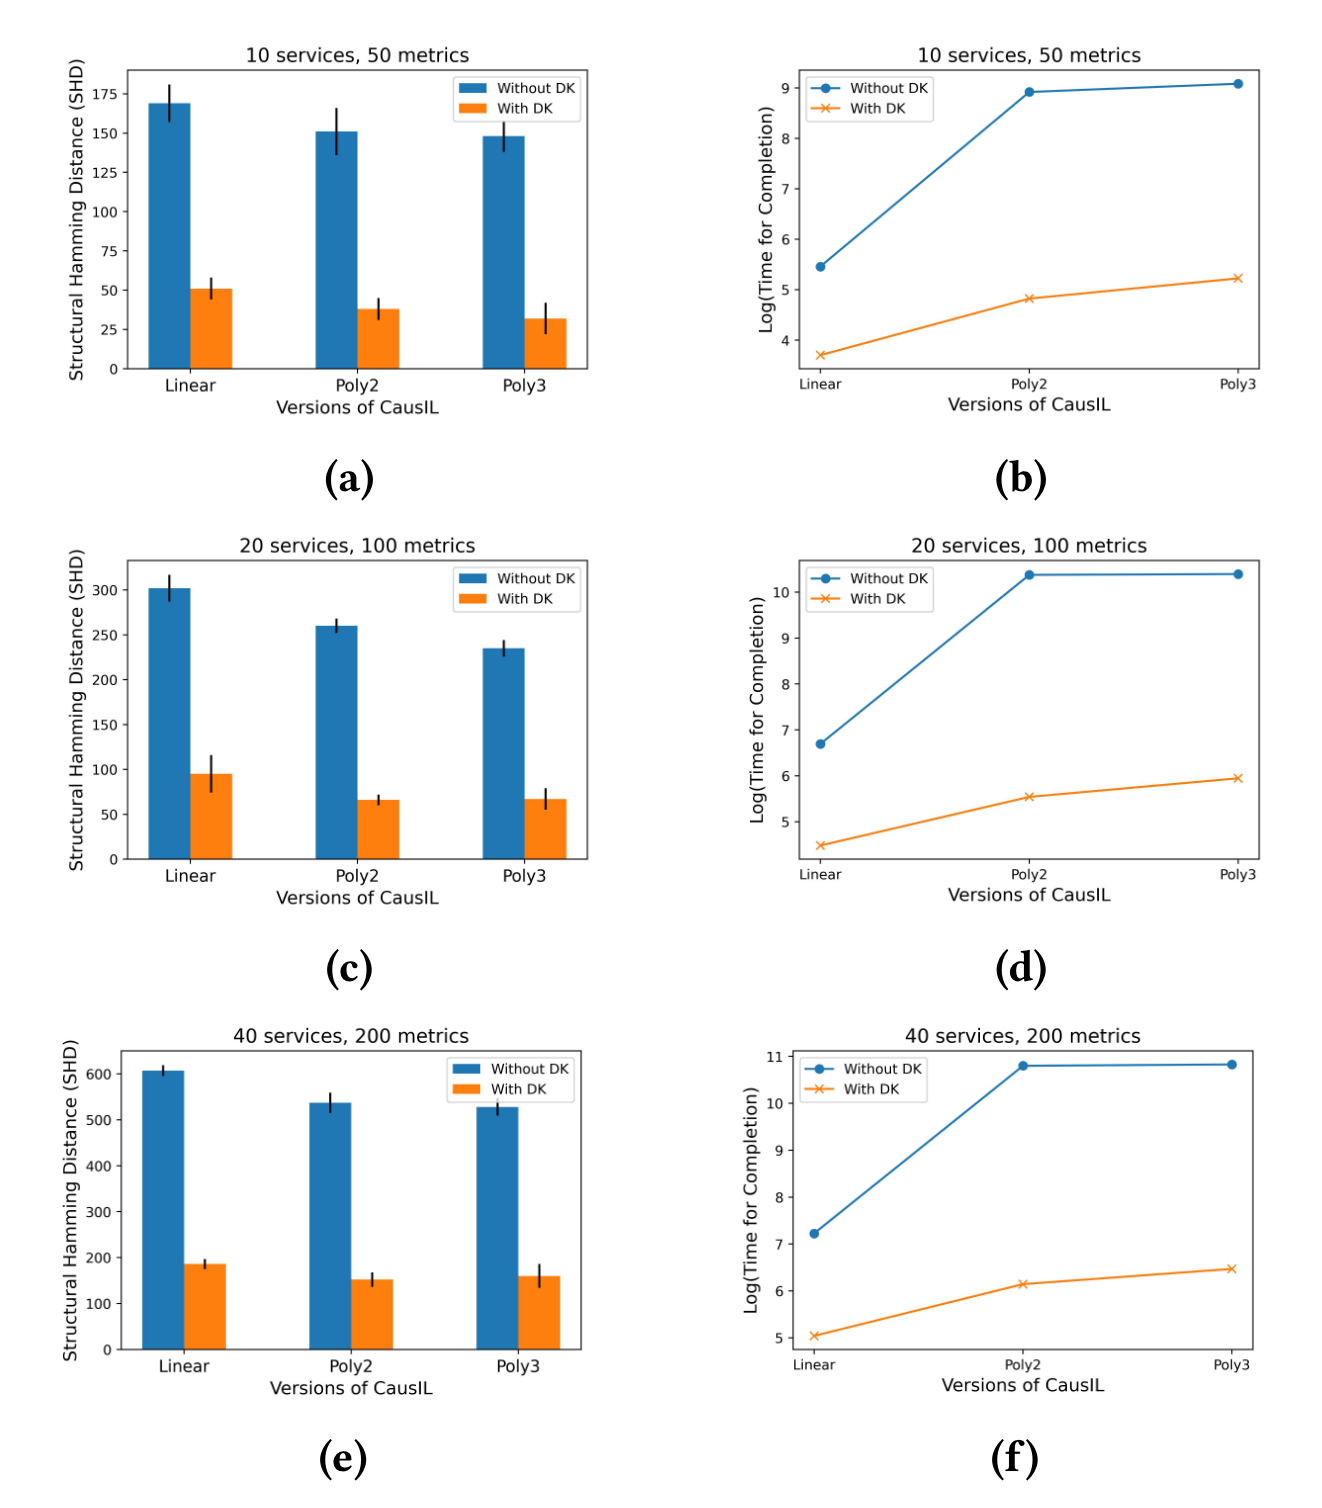 10 services, 50 metrics
Structural Hamming Distance (SHD)
175
150
125
100
75
50
25
0
Without DK
With DK
Linear
Poly2
Poly3
Versions of CausIL
(a)
10 services, 50 metrics
Log(Time for Completion)
9
8
7
6
5
4
Without DK
With DK
Linear
Poly2
Poly3
Versions of CausIL
(b)
20 services, 100 metrics
Structural Hamming Distance (SHD)
300
250
200
150
100
50
0
Without DK
With DK
Linear
Poly2
Poly3
Versions of CausIL
(c)
20 services, 100 metrics
Log(Time for Completion)
10
9
8
7
6
5
Without DK
With DK
Linear
Poly2
Poly3
Versions of CausIL
(d)
40 services, 200 metrics
Structural Hamming Distance (SHD)
600
500
400
300
200
100
0
Without DK
With DK
Linear
Poly2
Poly3
Versions of CausIL
(e)
40 services, 200 metrics
Log(Time for Completion)
11
10
9
8
7
6
5
Without DK
With DK
Linear
Poly2
Poly3
Versions of CausIL
(f)